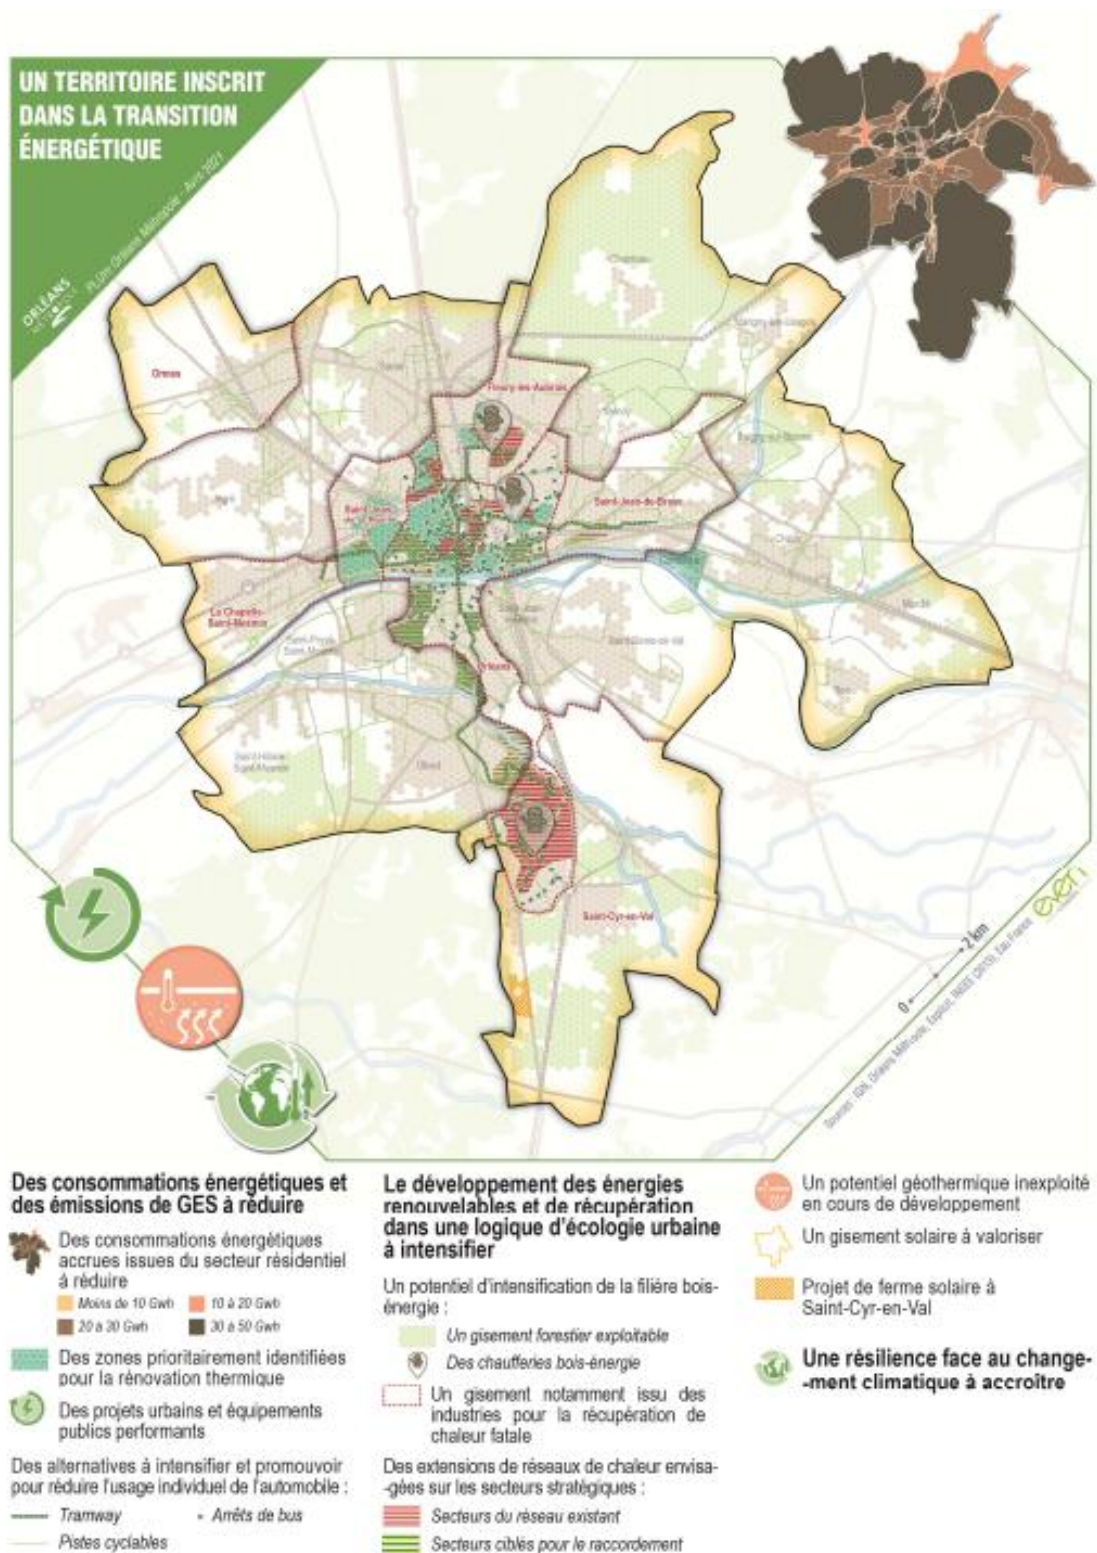 UN TERRITOIRE INSCRIT
DANS LA TRANSITION
ÉNERGÉTIQUE
PLUm Orléans Métropole - Avril 2021
ORLÉANS
Ormes
Fleury-les-Aubrais
Saint-Jean-de-Braye
La Chapelle-
Saint-Mesmin
Orléans
Olivet
Mardié
Saint-Cyr-en-Val
0
2 km
even
Des consommations énergétiques et
des émissions de GES à réduire
Des consommations énergétiques
accrues issues du secteur résidentiel
à réduire
Moins de 10 Gwh
10 à 20 Gwh
20 à 30 Gwh
30 à 50 Gwh
Des zones prioritairement identifiées
pour la rénovation thermique
Des projets urbains et équipements
publics performants
Des alternatives à intensifier et promouvoir
pour réduire l'usage individuel de l'automobile :
Tramway
Arrêts de bus
Pistes cyclables
Le développement des énergies
renouvelables et de récupération
dans une logique d'écologie urbaine
à intensifier
Un potentiel d'intensification de la filière bois-
énergie :
Un gisement forestier exploitable
Des chaufferies bois-énergie
Un gisement notamment issu des
industries pour la récupération de
chaleur fatale
Des extensions de réseaux de chaleur envisa-
-gées sur les secteurs stratégiques :
Secteurs du réseau existant
Secteurs ciblés pour le raccordement
Un potentiel géothermique inexploité
en cours de développement
Un gisement solaire à valoriser
Projet de ferme solaire à
Saint-Cyr-en-Val
Une résilience face au change-
-ment climatique à accroître